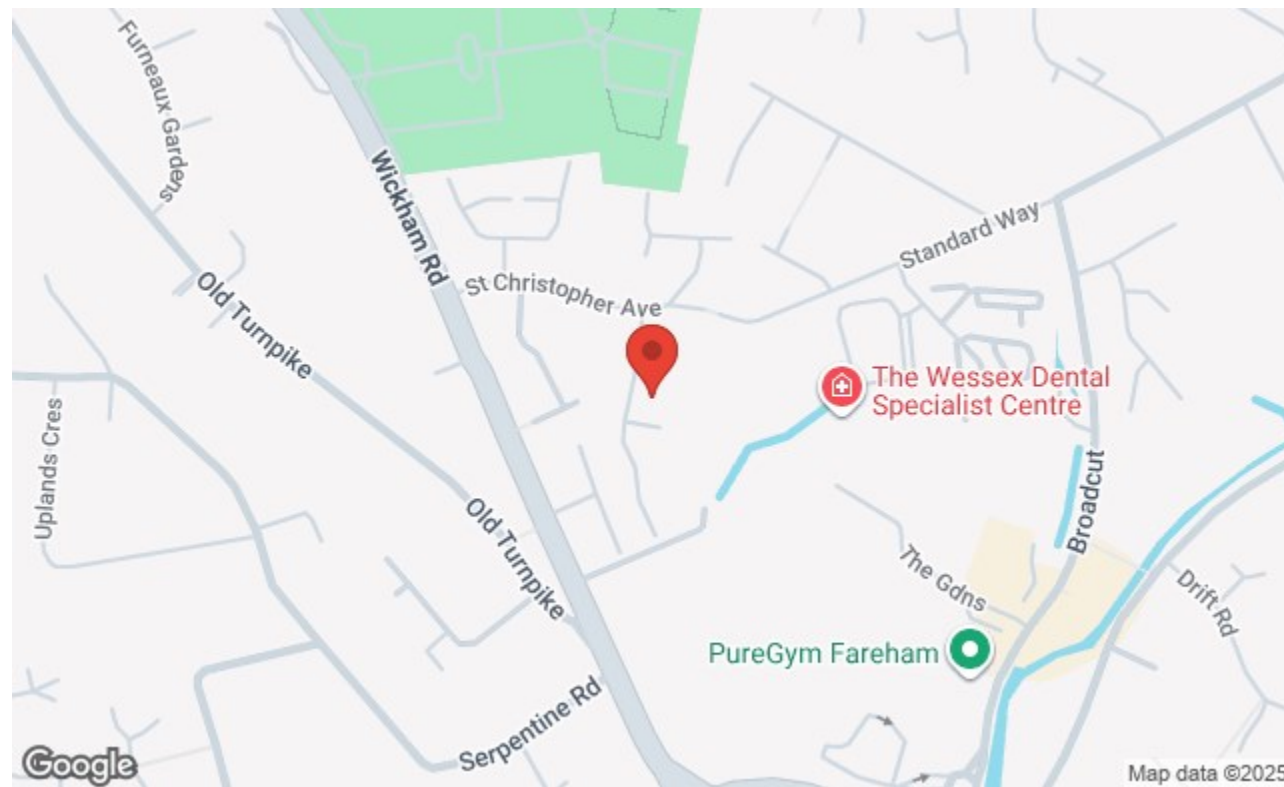 Furneaux Gardens
Wickham Rd
Standard Way
St Christopher Ave
Old Turnpike
The Wessex Dental
Specialist Centre
Uplands Cres
Old Turnpike
Broadcut
The Gdns
Drift Rd
PureGym Fareham
Serpentine Rd
Google
Map data ©2025